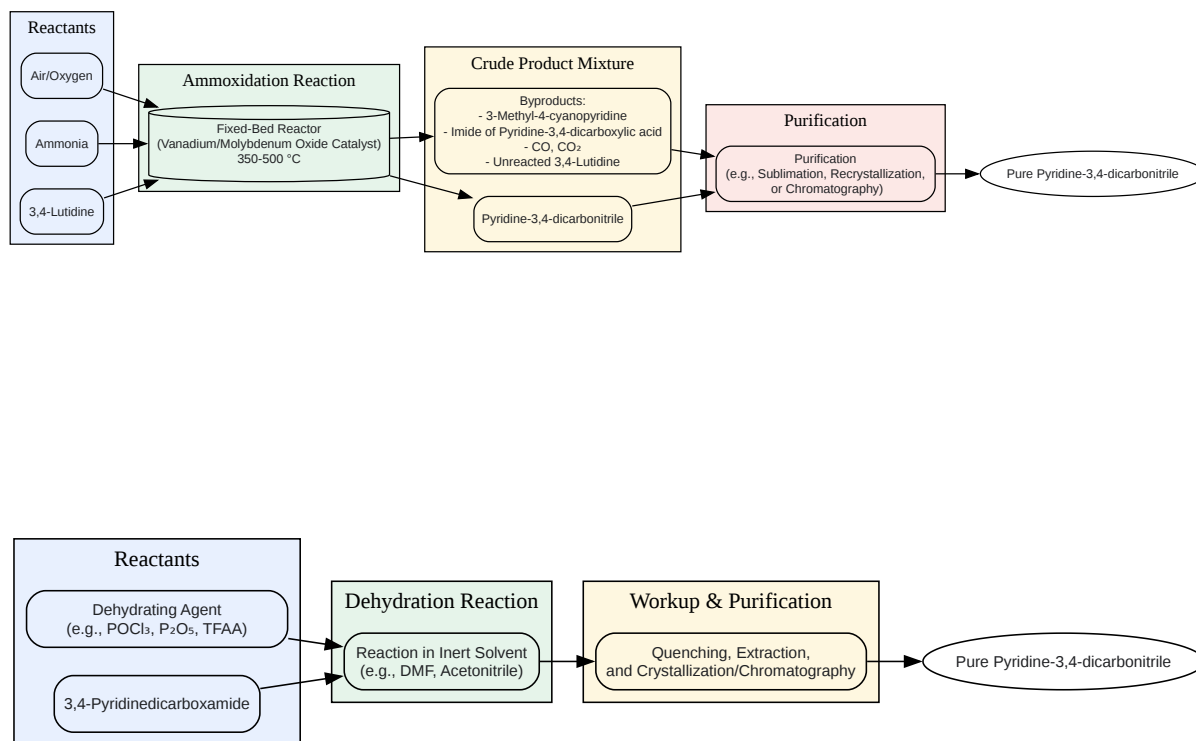 Reactants
Air/Oxygen
Ammonia
3,4-Lutidine
Ammoxidation Reaction
Fixed-Bed Reactor
(Vanadium/Molybdenum Oxide Catalyst)
350-500 °C
Crude Product Mixture
Byproducts:
- 3-Methyl-4-cyanopyridine
- Imide of Pyridine-3,4-dicarboxylic acid
- CO, CO₂
- Unreacted 3,4-Lutidine
Pyridine-3,4-dicarbonitrile
Purification
Purification
(e.g., Sublimation, Recrystallization,
or Chromatography)
Pure Pyridine-3,4-dicarbonitrile
Reactants
Dehydrating Agent
(e.g., POCl₃, P₂O₅, TFAA)
3,4-Pyridinedicarboxamide
Dehydration Reaction
Reaction in Inert Solvent
(e.g., DMF, Acetonitrile)
Workup & Purification
Quenching, Extraction,
and Crystallization/Chromatography
Pure Pyridine-3,4-dicarbonitrile